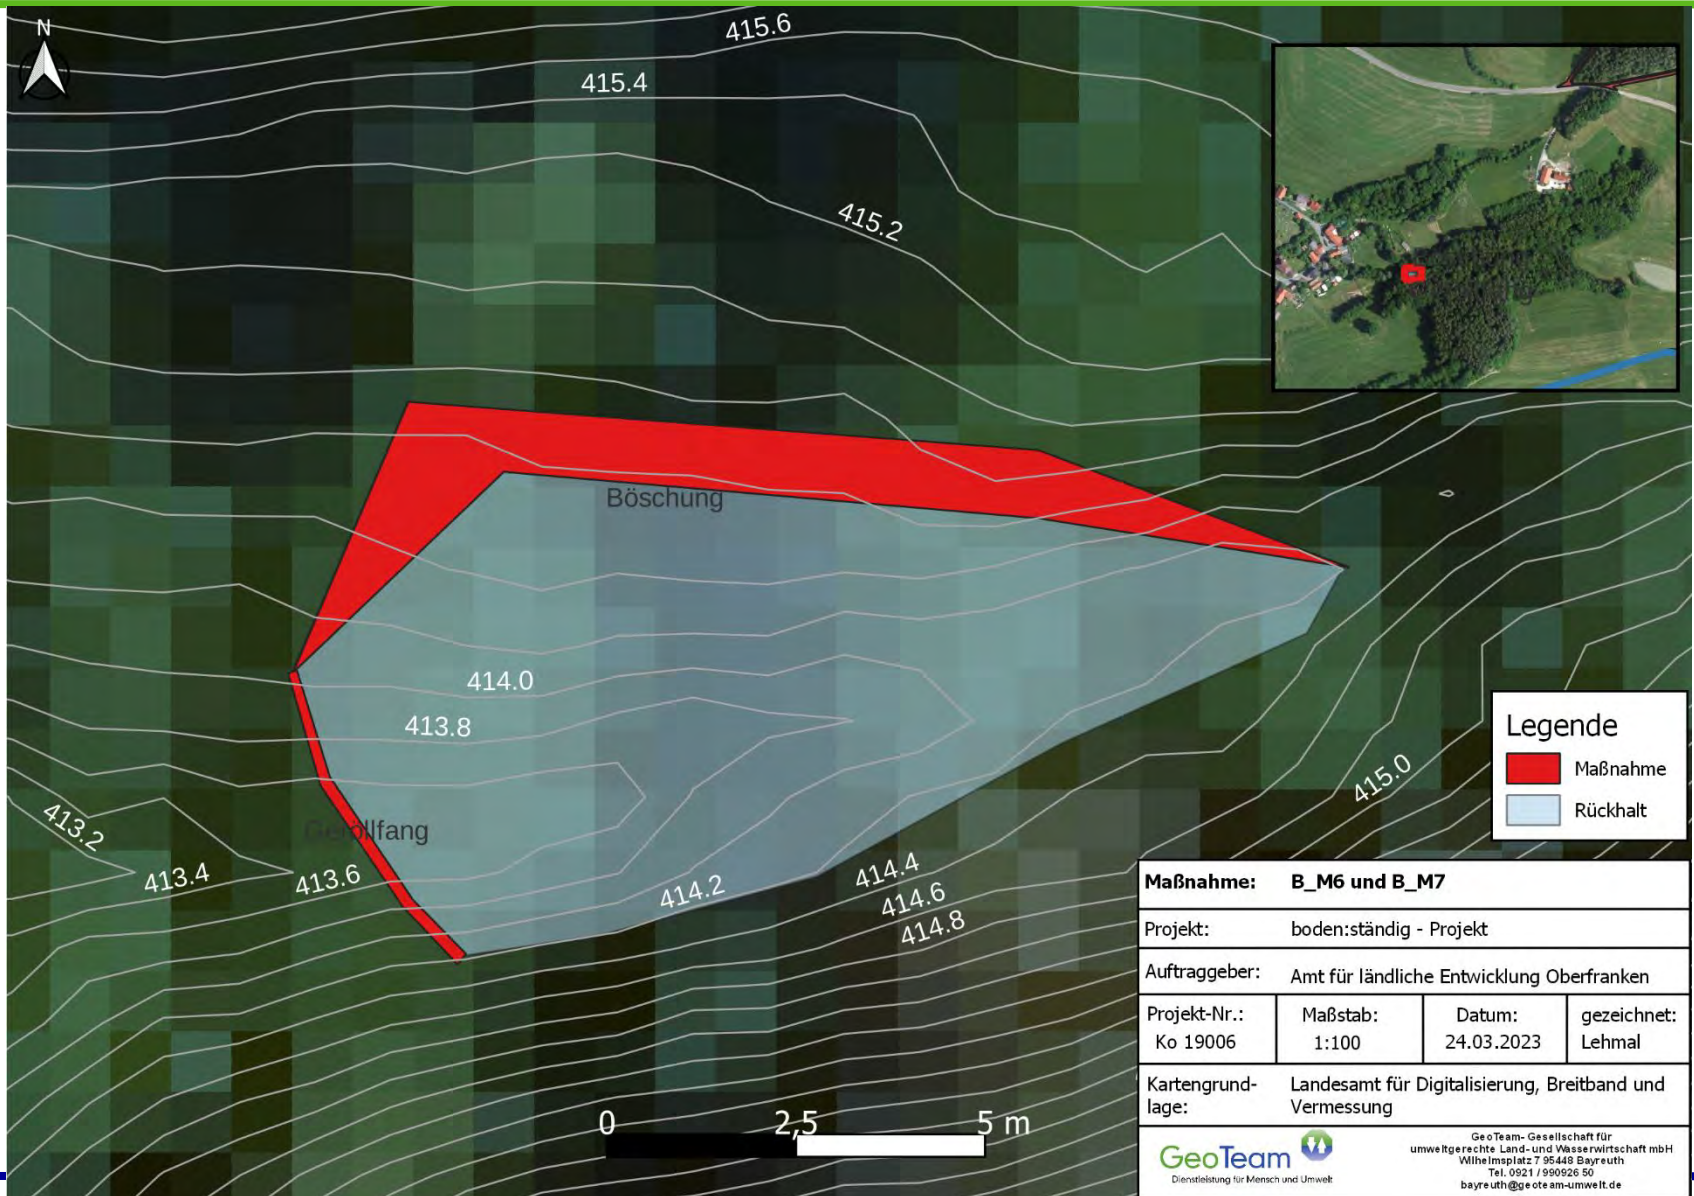 N
415.6
415.4
415.2
Böschung
414.0
413.8
Geröllfang
413.2
413.4
413.6
414.2
414.4
414.6
414.8
415.0
0 2,5 5 m
Legende
Maßnahme
Rückhalt
Maßnahme: B_M6 und B_M7
Projekt: boden:ständig - Projekt
Auftraggeber: Amt für ländliche Entwicklung Oberfranken
Projekt-Nr.: Maßstab: Datum: gezeichnet:
Ko 19006 1:100 24.03.2023 Lehmal
Kartengrund- Landesamt für Digitalisierung, Breitband und
lage: Vermessung
GeoTeam
Dienstleistung für Mensch und Umwelt
GeoTeam- Gesellschaft für
umweltgerechte Land- und Wasserwirtschaft mbH
Wilhelmsplatz 7 95448 Bayreuth
Tel. 0921 / 990926 50
bayreuth@geoteam-umwelt.de